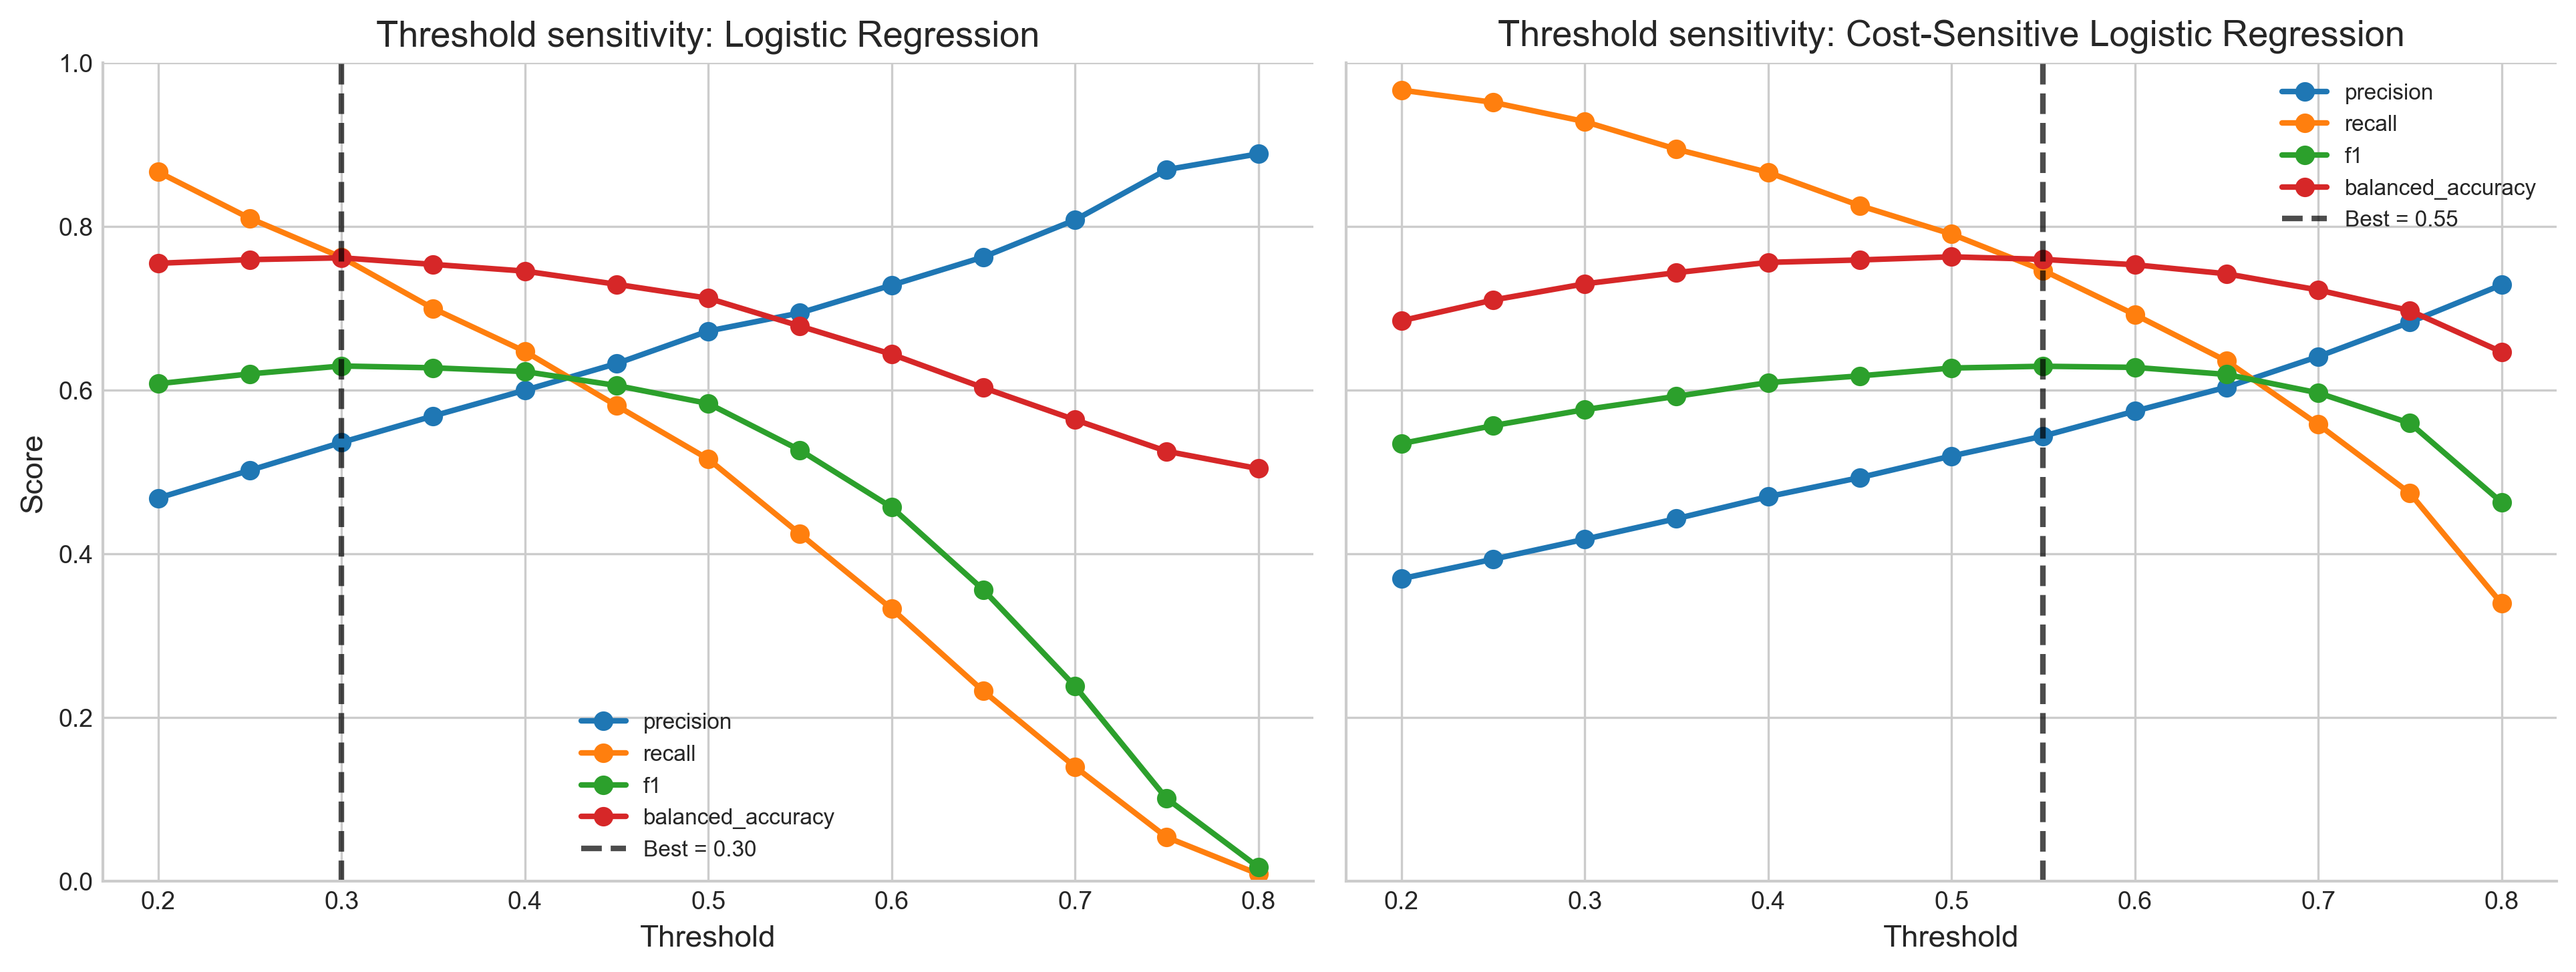 Threshold sensitivity: Logistic Regression
1.0
0.8
0.6
0.4
0.2
0.0
Score
precision
recall
f1
balanced_accuracy
Best = 0.30
0.2 0.3 0.4 0.5 0.6 0.7 0.8
Threshold
Threshold sensitivity: Cost-Sensitive Logistic Regression
precision
recall
f1
balanced_accuracy
Best = 0.55
0.2 0.3 0.4 0.5 0.6 0.7 0.8
Threshold